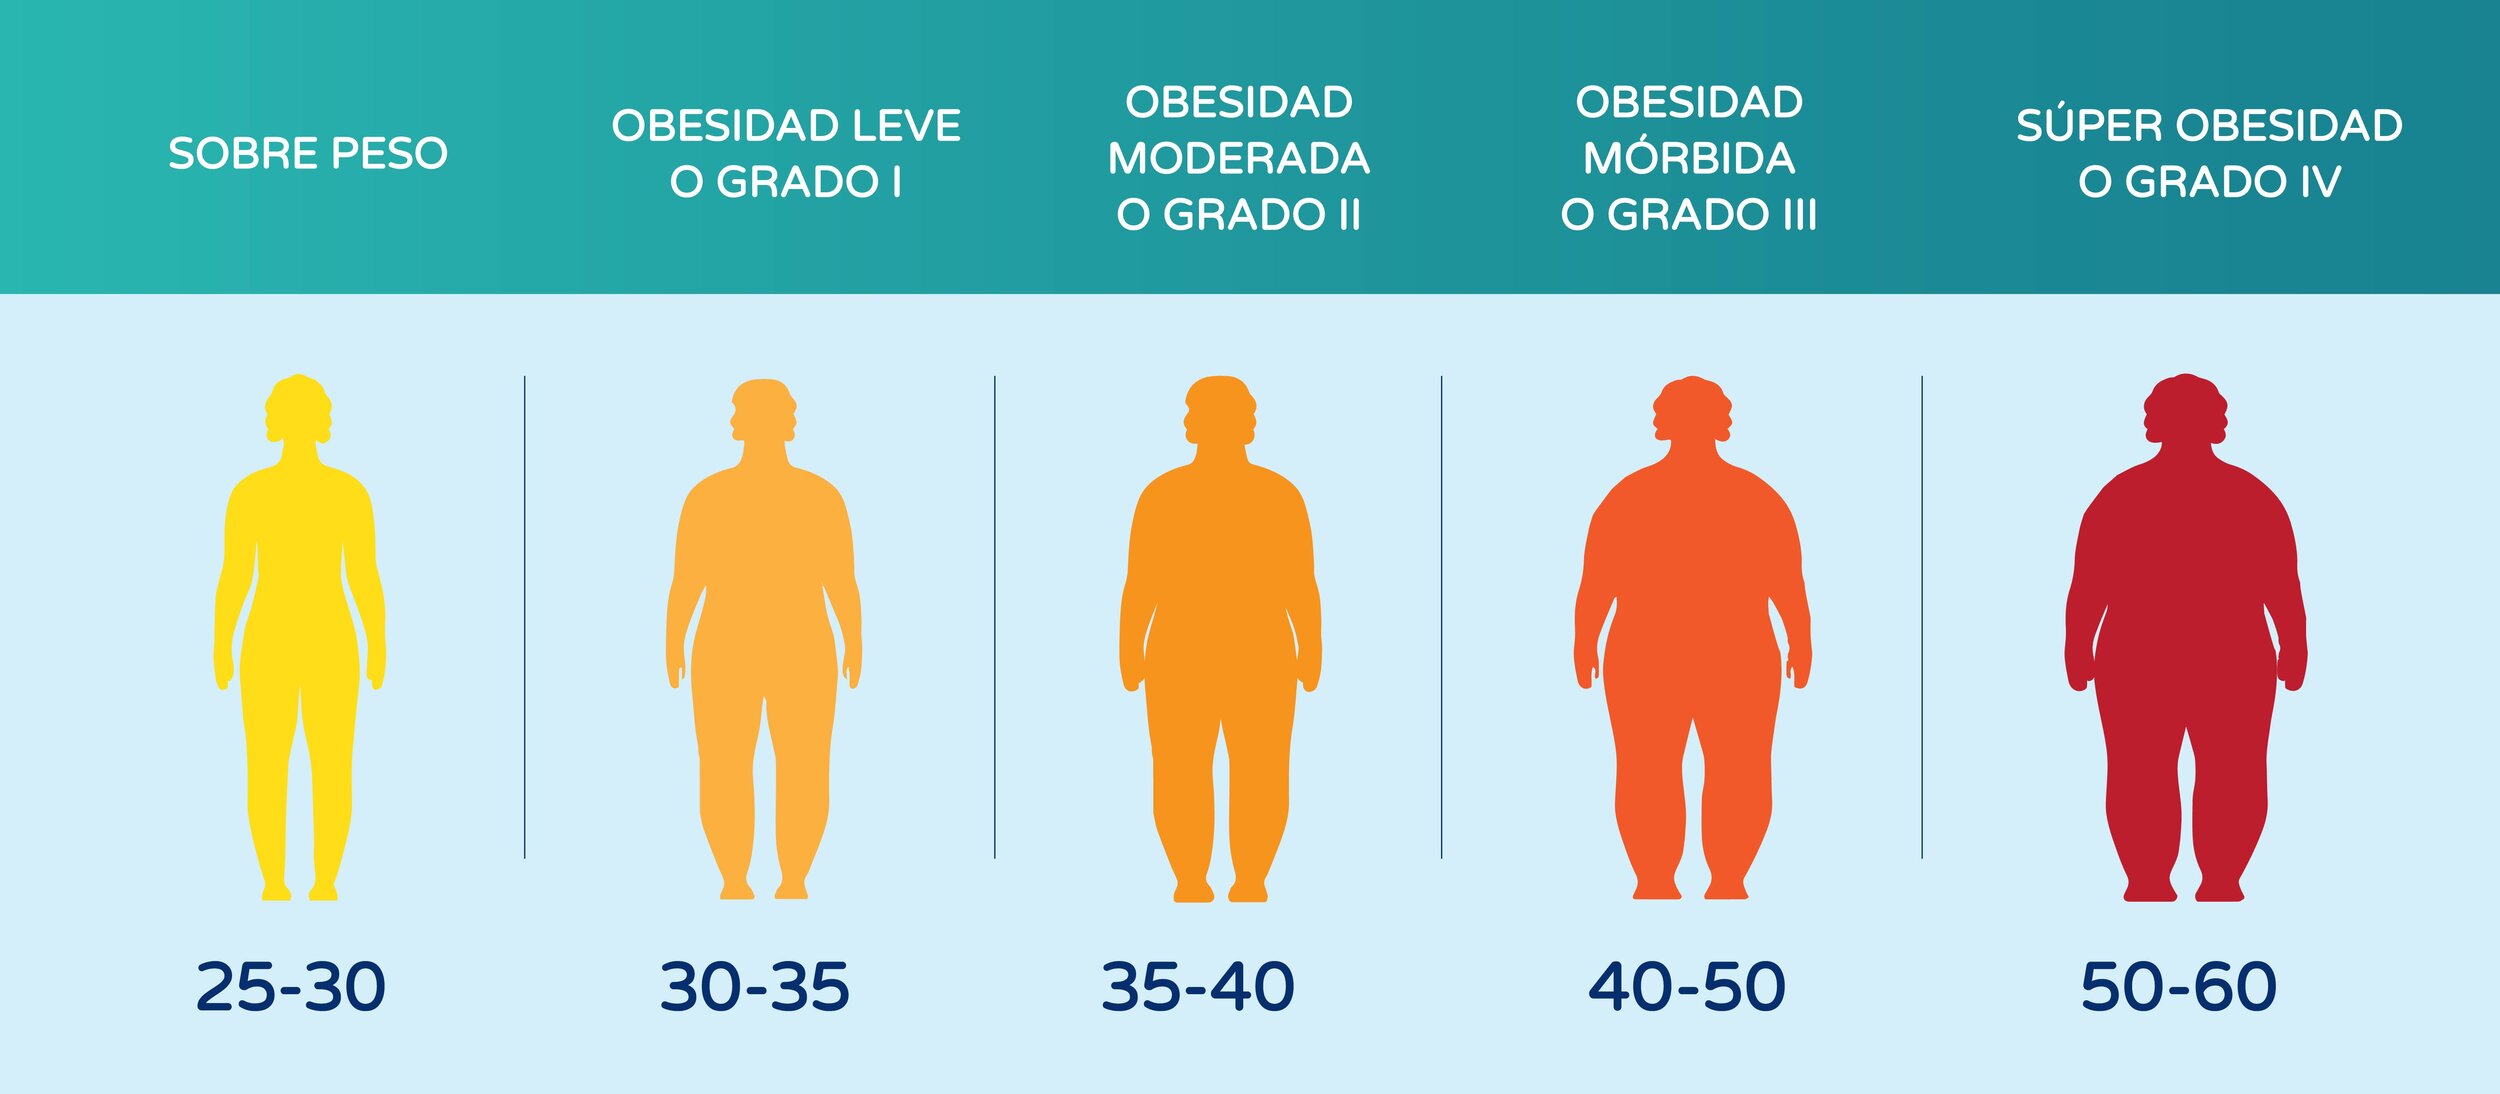 SOBRE PESO
OBESIDAD LEVE
O GRADO I
OBESIDAD
MODERADA
O GRADO II
OBESIDAD
MÓRBIDA
O GRADO III
SÚPER OBESIDAD
O GRADO IV
25-30
30-35
35-40
40-50
50-60